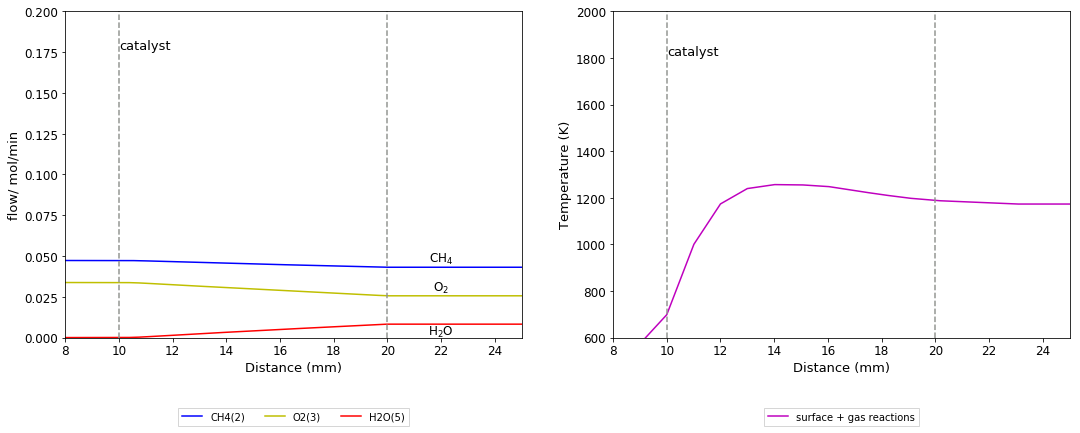 0.200
0.175
0.150
0.125
0.100
0.075
0.050
0.025
0.000
flow/ mol/min
catalyst
CH₄
O₂
H₂O
8 10 12 14 16 18 20 22 24
Distance (mm)
CH4(2) O2(3) H2O(5)
2000
1800
1600
1400
1200
1000
800
600
Temperature (K)
catalyst
8 10 12 14 16 18 20 22 24
Distance (mm)
surface + gas reactions